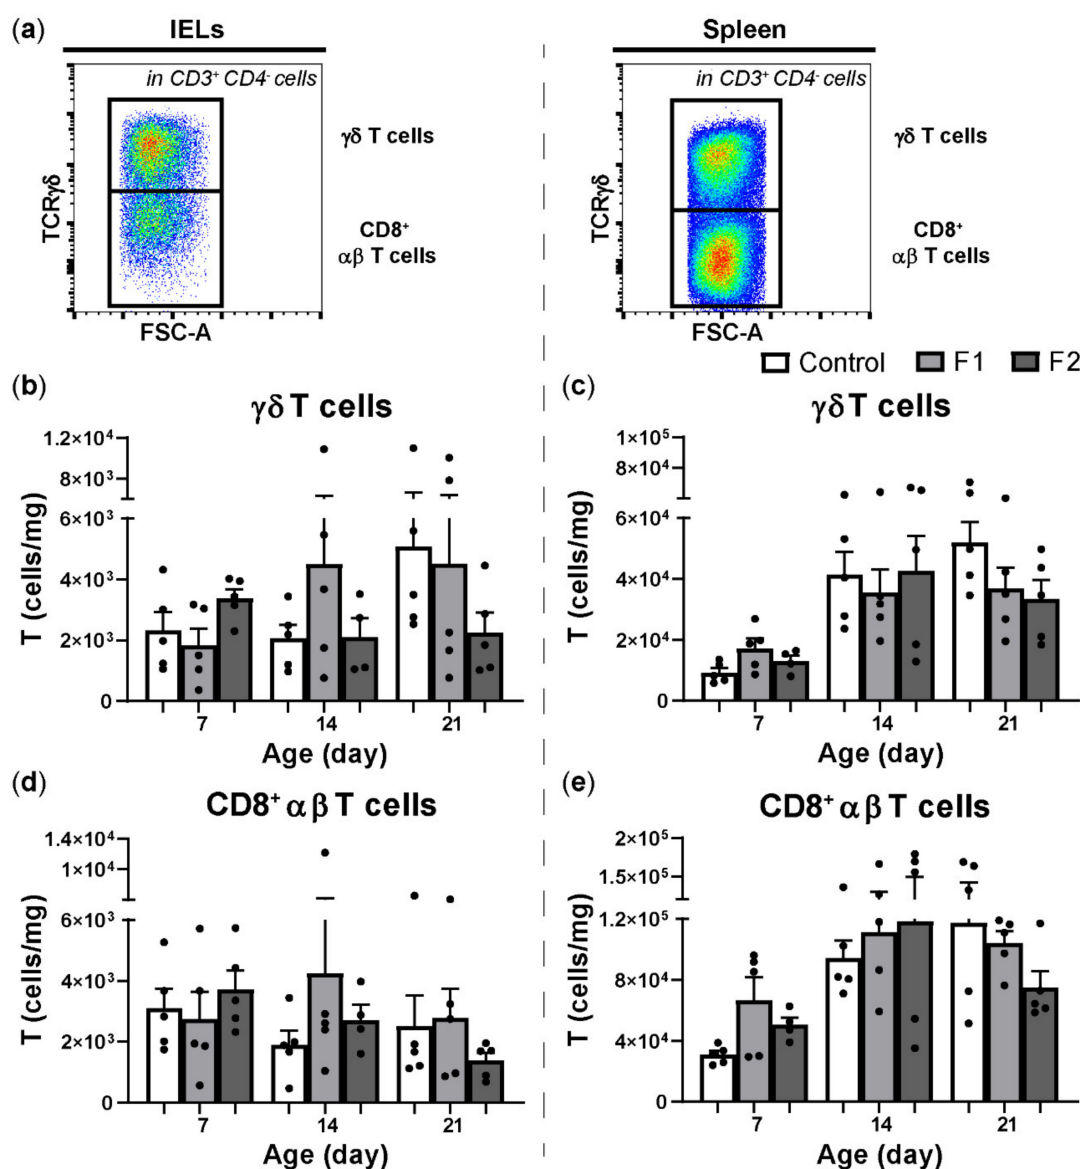 (a)
IELs
Spleen
in CD3⁺ CD4⁻ cells
in CD3⁺ CD4⁻ cells
TCRγδ
γδ T cells
CD8⁺
αβ T cells
FSC-A
TCRγδ
γδ T cells
CD8⁺
αβ T cells
FSC-A
Control F1 F2
(b)
γδ T cells
T (cells/mg)
1.2×10⁴
8×10³
6×10³
4×10³
2×10³
0
7 14 21
Age (day)
(c)
γδ T cells
T (cells/mg)
1×10⁵
8×10⁴
6×10⁴
4×10⁴
2×10⁴
0
7 14 21
Age (day)
(d)
CD8⁺ αβ T cells
T (cells/mg)
1.4×10⁴
1×10⁴
6×10³
4×10³
2×10³
0
7 14 21
Age (day)
(e)
CD8⁺ αβ T cells
T (cells/mg)
2×10⁵
1.5×10⁵
1.2×10⁵
8×10⁴
4×10⁴
0
7 14 21
Age (day)